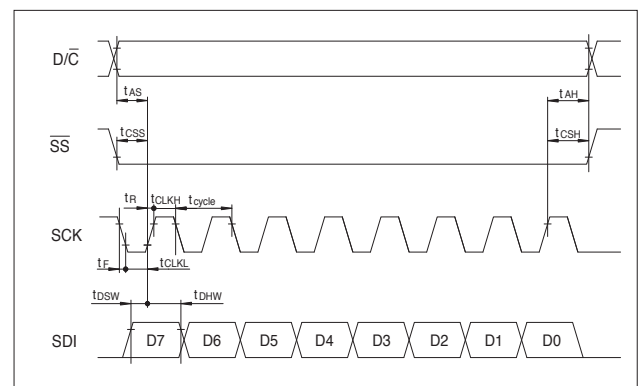 D/C̅
tAS
tAH
S̅S̅
tCSS
tCSH
tR tCLKH tcycle
SCK
tF tCLKL
tDSW tDHW
SDI D7 D6 D5 D4 D3 D2 D1 D0